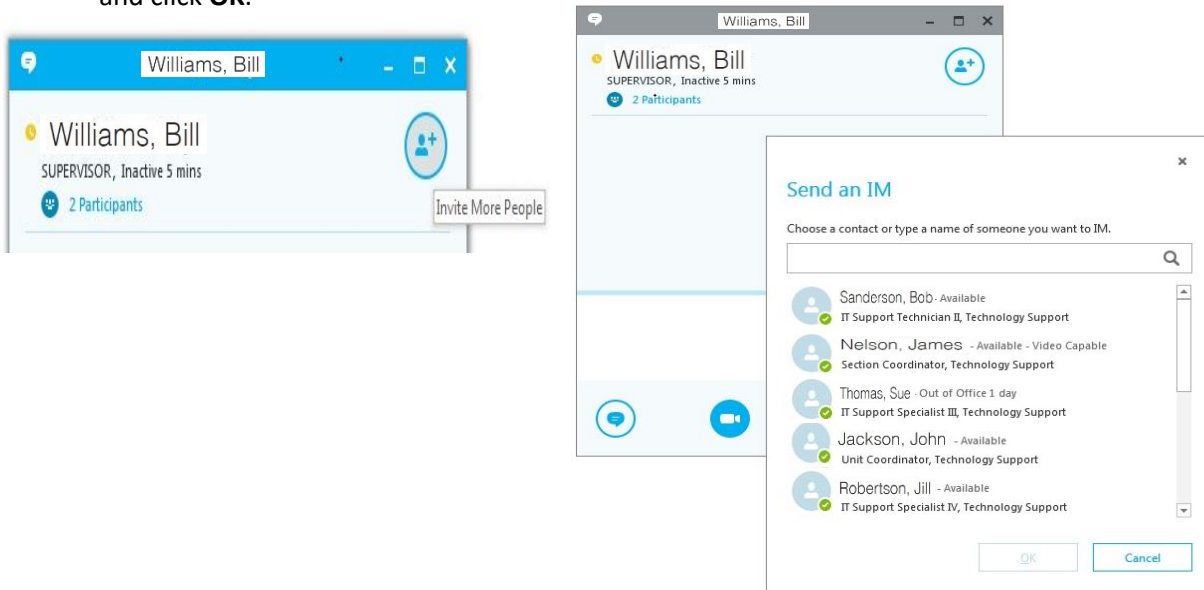 and click OK.
Williams, Bill
Williams, Bill
SUPERVISOR, Inactive 5 mins
2 Participants
Invite More People
Williams, Bill
Williams, Bill
SUPERVISOR, Inactive 5 mins
2 Participants
Send an IM
Choose a contact or type a name of someone you want to IM.
Sanderson, Bob - Available
IT Support Technician II, Technology Support
Nelson, James - Available - Video Capable
Section Coordinator, Technology Support
Thomas, Sue - Out of Office 1 day
IT Support Specialist III, Technology Support
Jackson, John - Available
Unit Coordinator, Technology Support
Robertson, Jill - Available
IT Support Specialist IV, Technology Support
OK
Cancel